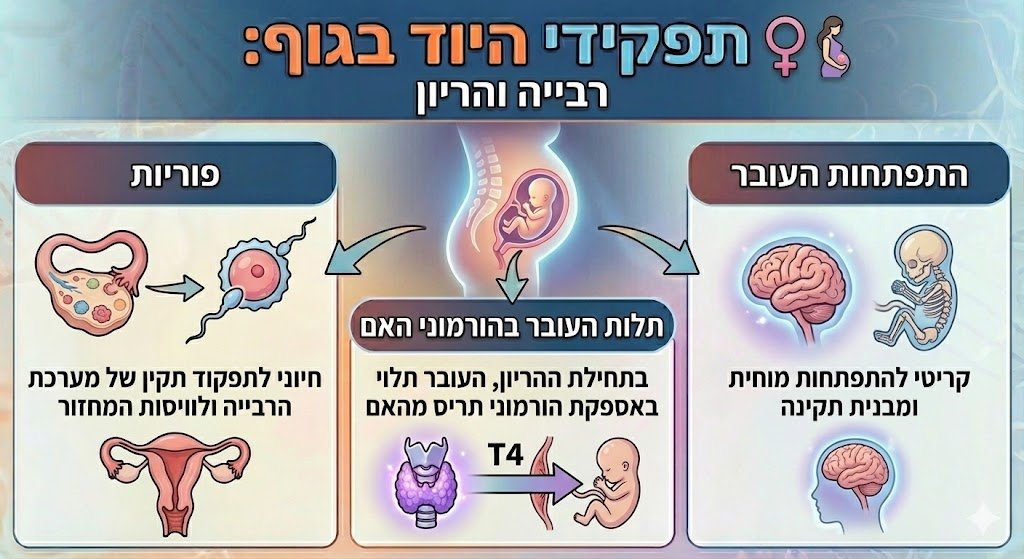 תפקידי היוד בגוף:
רבייה והריון
התפתחות העובר
קריטי להתפתחות מוחית
ומבנית תקינה
תלות העובר בהורמוני האם
בתחילת ההריון, העובר תלוי
באספקת הורמוני תריס מהאם
T4
פוריות
חיוני לתפקוד תקין של מערכת
הרבייה ולוויסות המחזור